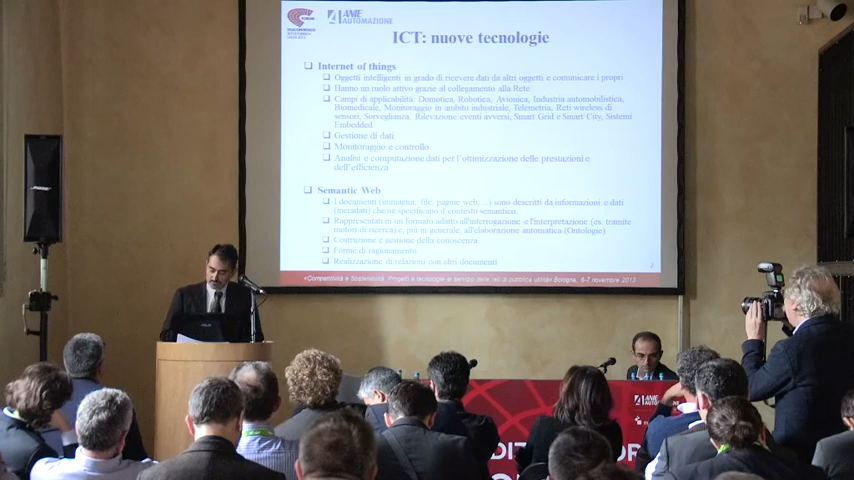 FORUM
TELECONTROLLO
ANIE
AUTOMAZIONE
ICT: nuove tecnologie
Internet of things
Oggetti intelligenti in grado di ricevere dati da altri oggetti e comunicare i propri
Hanno un ruolo attivo grazie al collegamento alla Rete
Campi di applicabilità: Domotica, Robotica, Avionica, Industria automobilistica,
Biomedicale, Monitoraggio in ambito industriale, Telemetria, Reti wireless di
sensori, Sorveglianza, Rilevazione eventi avversi, Smart Grid e Smart City, Sistemi
Embedded
Gestione di dati
Monitoraggio e controllo
Analisi e computazione dati per l'ottimizzazione delle prestazioni e
dell'efficienza
Semantic Web
I documenti (immagini, file, pagine web, ...) sono descritti da informazioni e dati
(metadati) che ne specificano il contesto semantico.
Rappresentati in un formato adatto all'interrogazione e l'interpretazione (es. tramite
motori di ricerca) e, più in generale, all'elaborazione automatica (Ontologie)
Costruzione e gestione della conoscenza
Forme di ragionamento
Realizzazione di relazioni con altri documenti
2
«Competitività e Sostenibilità. Progetti e tecnologie al servizio delle reti di pubblica utilità» Bologna, 6-7 novembre 2013
BOSE
ANIE